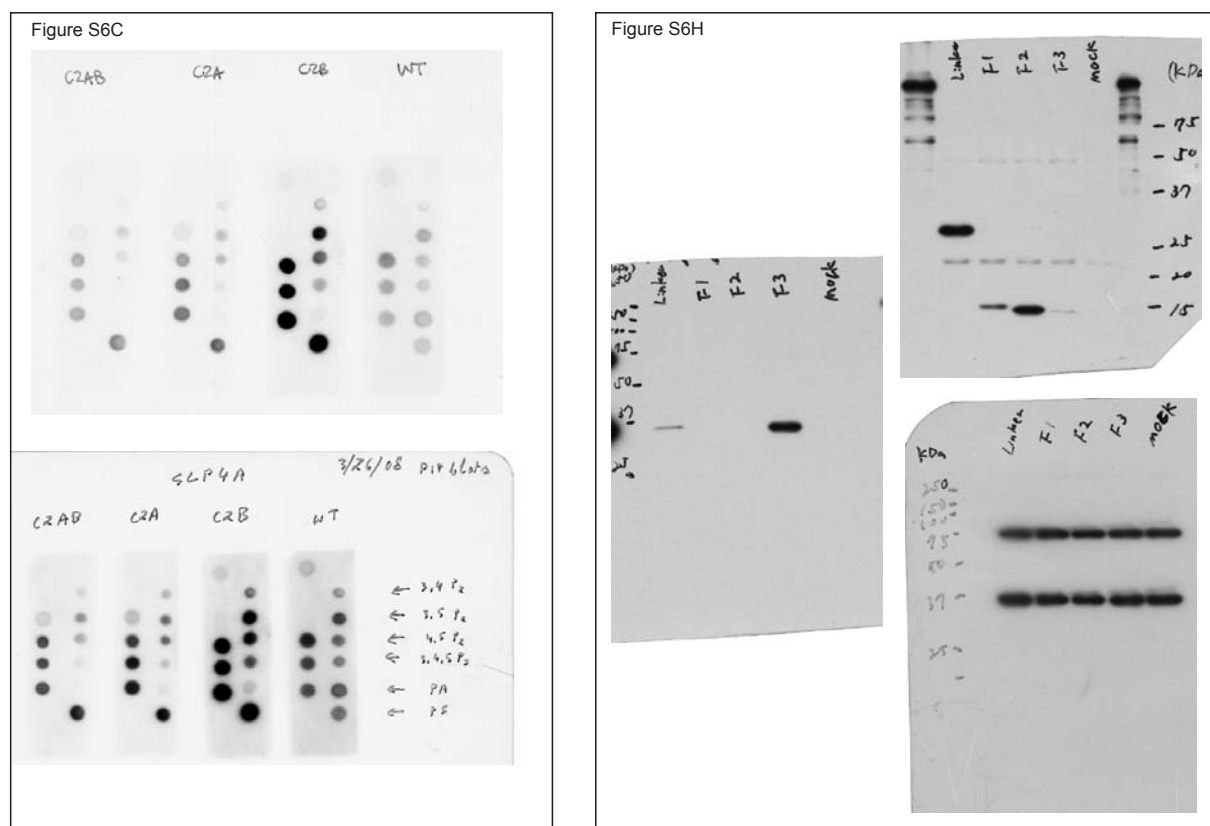 Figure S6C
C2AB C2A C2B WT
SLP4A 3/26/08 PIP blots
C2AB C2A C2B WT
← 3,4 P2
← 3,5 P2
← 4,5 P2
← 3,4,5 P3
← PA
← PS
Figure S6H
Linker F1 F2 F3 mock (KDa
- 75
- 50
- 37
- 25
- 20
- 15
Linker F1 F2 F3 mock
75
50
Linker F1 F2 F3 mock
KDa
250
150
100
75
50
37
25